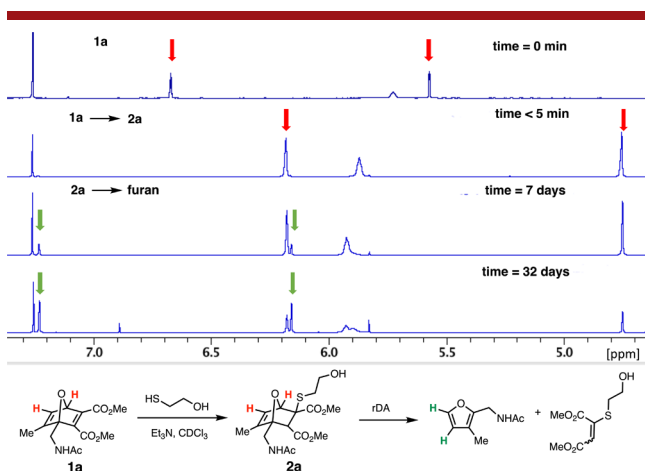 1a
time = 0 min
1a → 2a
time < 5 min
2a → furan
time = 7 days
time = 32 days
7.0 6.5 6.0 5.5 5.0 [ppm]
H H O CO₂Me CO₂Me Me NHAc
1a
HS OH
Et₃N, CDCl₃
H O H S OH CO₂Me CO₂Me Me NHAc
2a
rDA
H O NHAc H Me
+
OH S MeO₂C MeO₂C